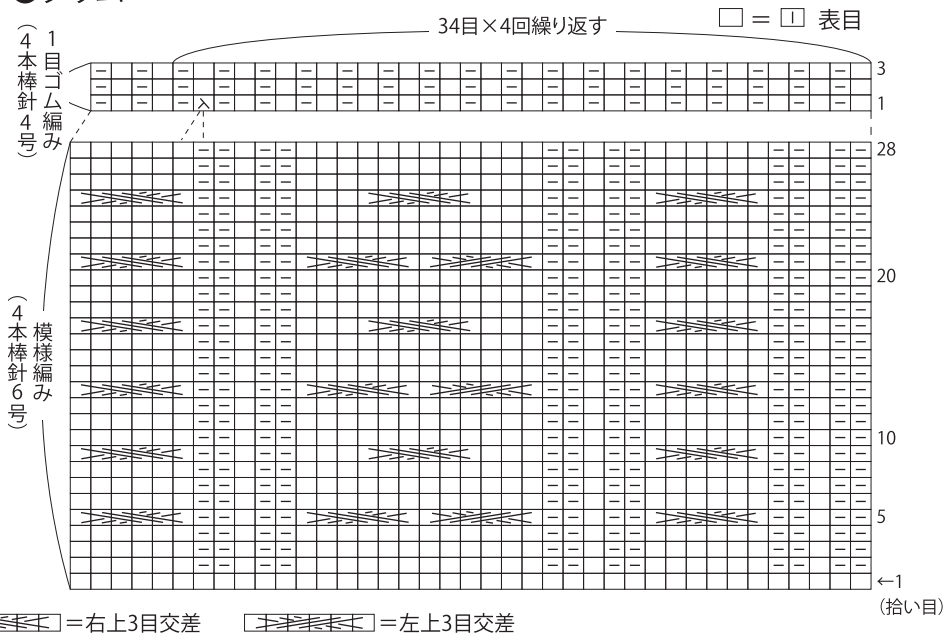 34目×4回繰り返す
□=｜ 表目
1目ゴム編み
（4本棒針4号）
3
1
28
20
10
5
←1
（拾い目）
模様編み
（4本棒針6号）
=右上3目交差
=左上3目交差